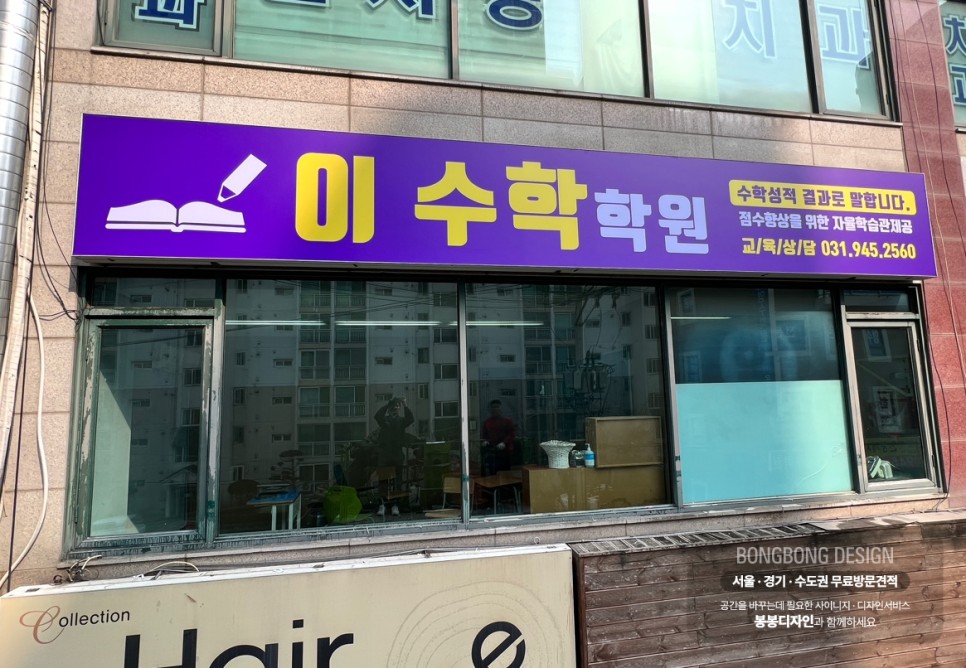 치과
이 수학 학원
수학성적 결과로 말합니다.
점수향상을 위한 자율학습관제공
교/육/상/담 031.945.2560
Collection
Hair
BONGBONG DESIGN
서울 · 경기 · 수도권 무료방문견적
공간을 바꾸는데 필요한 사이니지 · 디자인서비스
봉봉디자인과 함께하세요